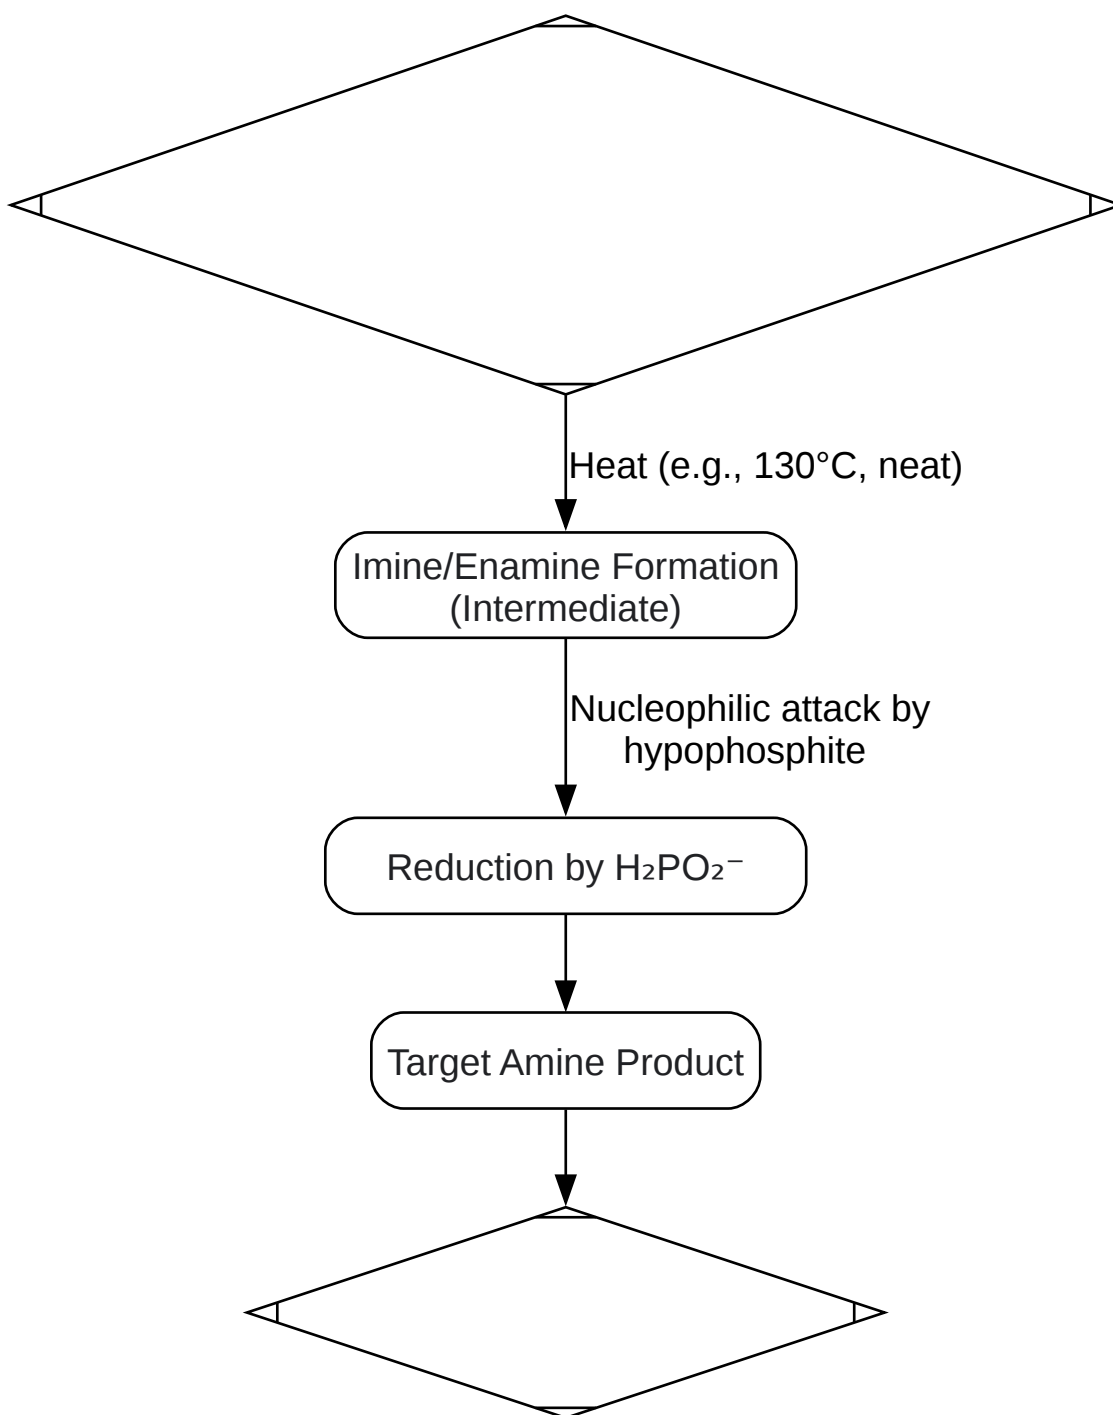 Heat (e.g., 130°C, neat)
Imine/Enamine Formation
(Intermediate)
Nucleophilic attack by
hypophosphite
Reduction by H₂PO₂⁻
Target Amine Product